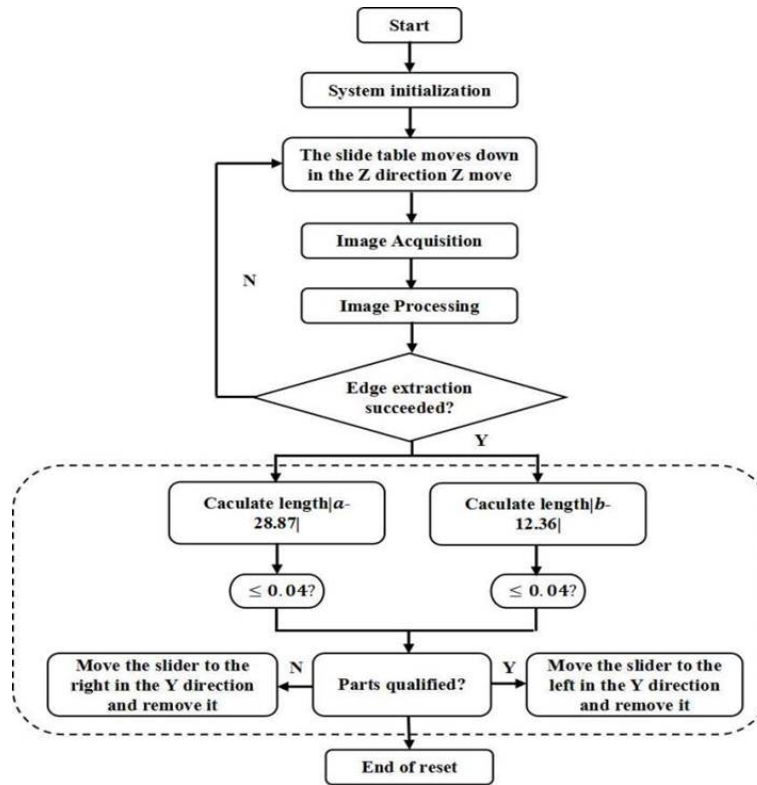 Start
System initialization
The slide table moves down
in the Z direction Z move
Image Acquisition
N
Image Processing
Edge extraction
succeeded?
Y
Caculate length|a-
28.87|
Caculate length|b-
12.36|
≤ 0.04?
≤ 0.04?
Move the slider to the
right in the Y direction
and remove it
N
Parts qualified?
Y
Move the slider to the
left in the Y direction
and remove it
End of reset